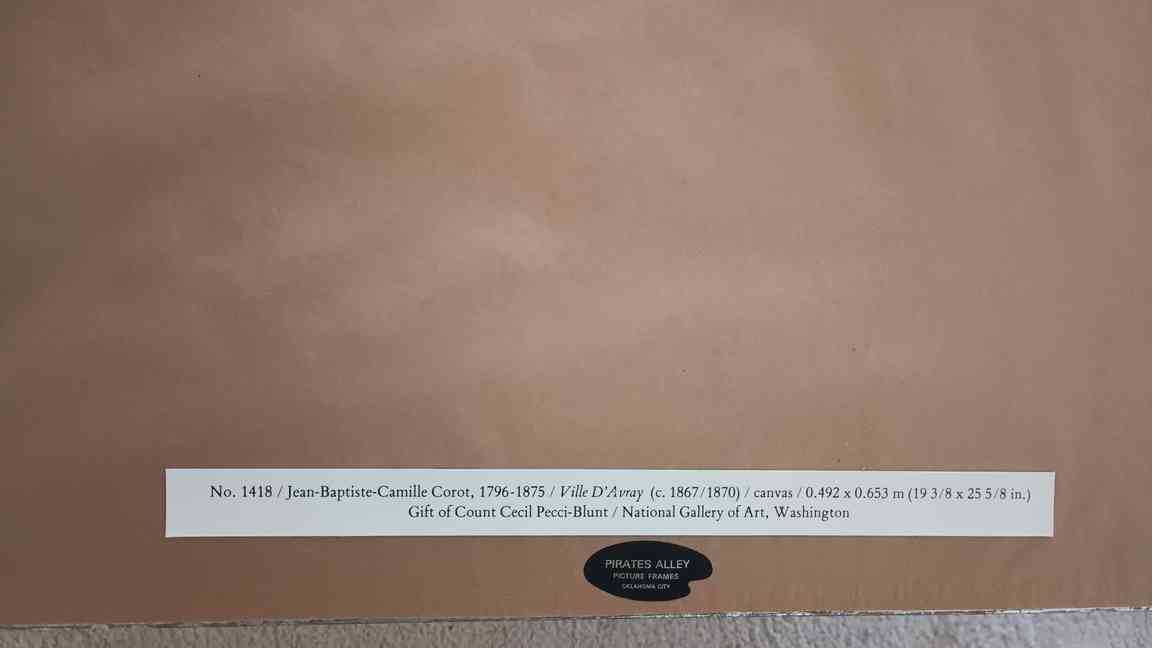 No. 1418 / Jean-Baptiste-Camille Corot, 1796-1875 / Ville D'Avray (c. 1867/1870) / canvas / 0.492 x 0.653 m (19 3/8 x 25 5/8 in.)
Gift of Count Cecil Pecci-Blunt / National Gallery of Art, Washington
PIRATES ALLEY
PICTURE FRAMES
OKLAHOMA CITY